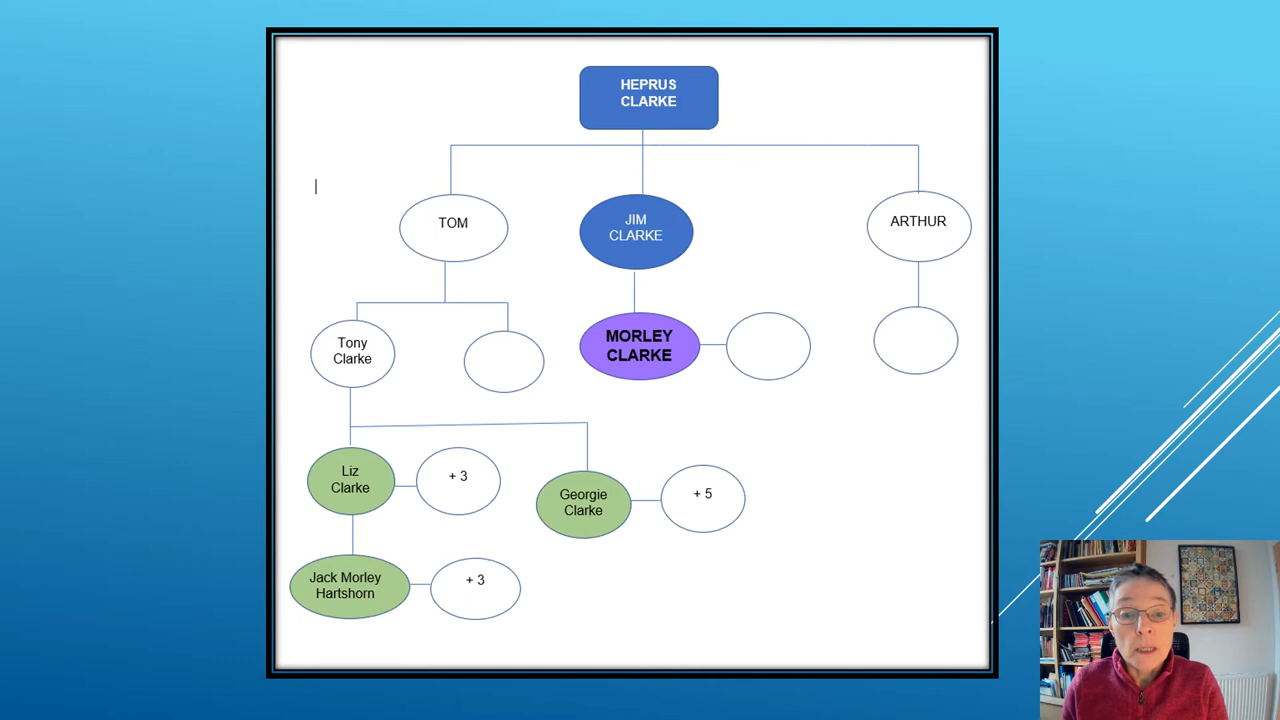 HEPRUS
CLARKE
TOM
JIM
CLARKE
ARTHUR
Tony
Clarke
MORLEY
CLARKE
Liz
Clarke
+ 3
Georgie
Clarke
+ 5
Jack Morley
Hartshorn
+ 3